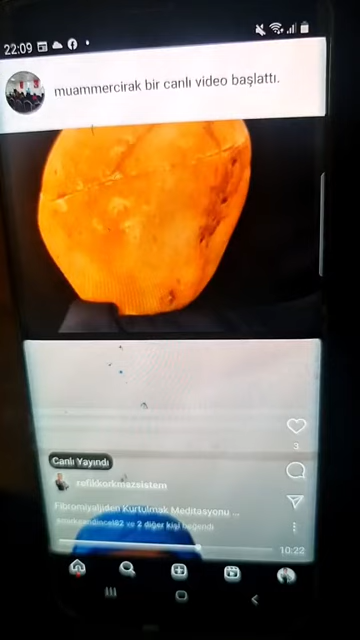 22:09
muammercirak bir canlı video başlattı.
3
Canlı Yayındı
refikkorkmazsistem
Fibromiyaljiden Kurtulmak Meditasyonu ...
ve 2 diğer kişi beğendi
10:22